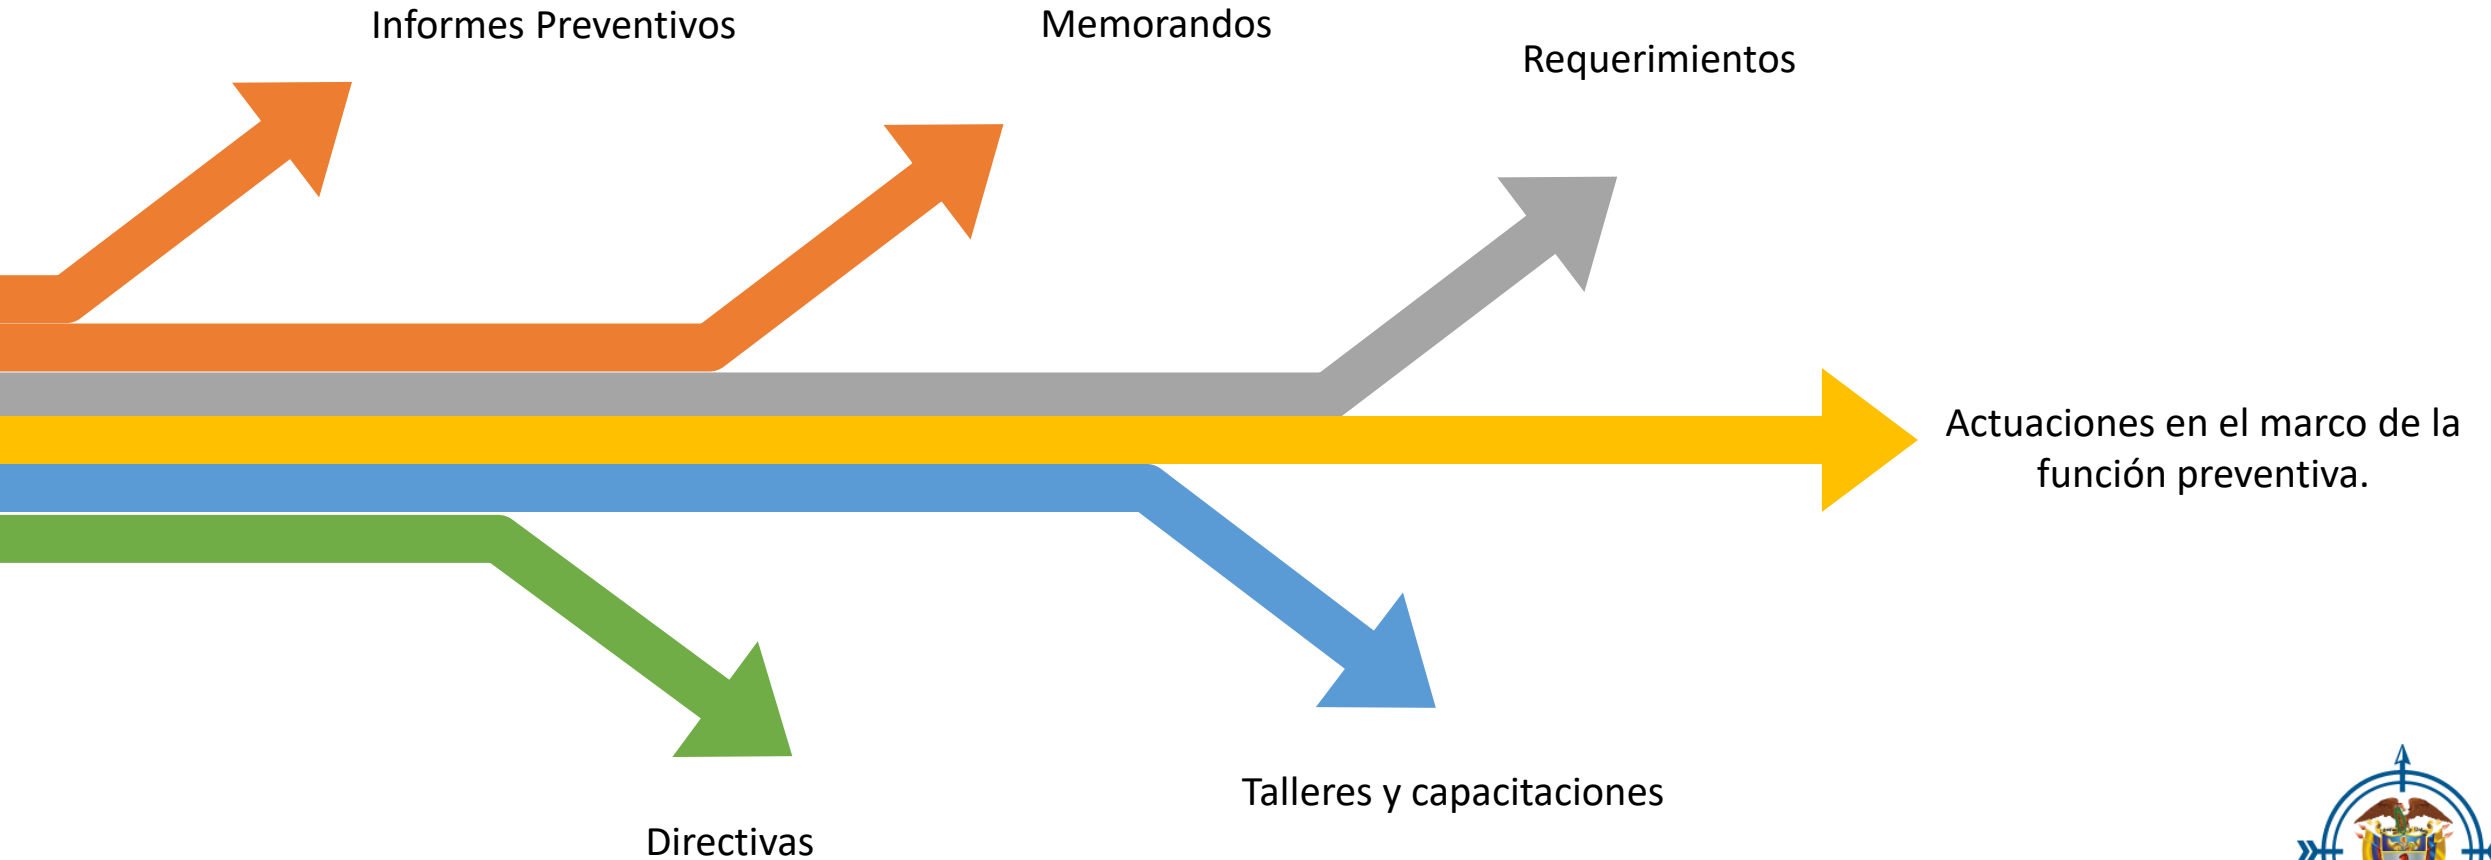 Informes Preventivos
Memorandos
Requerimientos
Actuaciones en el marco de la
función preventiva.
Talleres y capacitaciones
Directivas